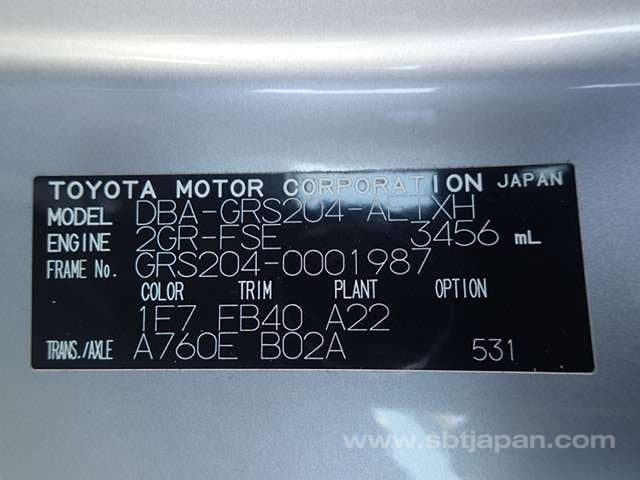 TOYOTA MOTOR CORPORATION JAPAN
MODEL DBA-GRS204-AETXH
ENGINE 2GR-FSE 3456 mL
FRAME No. GRS204-0001987
COLOR TRIM PLANT OPTION
1F7 FB40 A22
TRANS./AXLE A760E B02A 531
www.sbtjapan.com